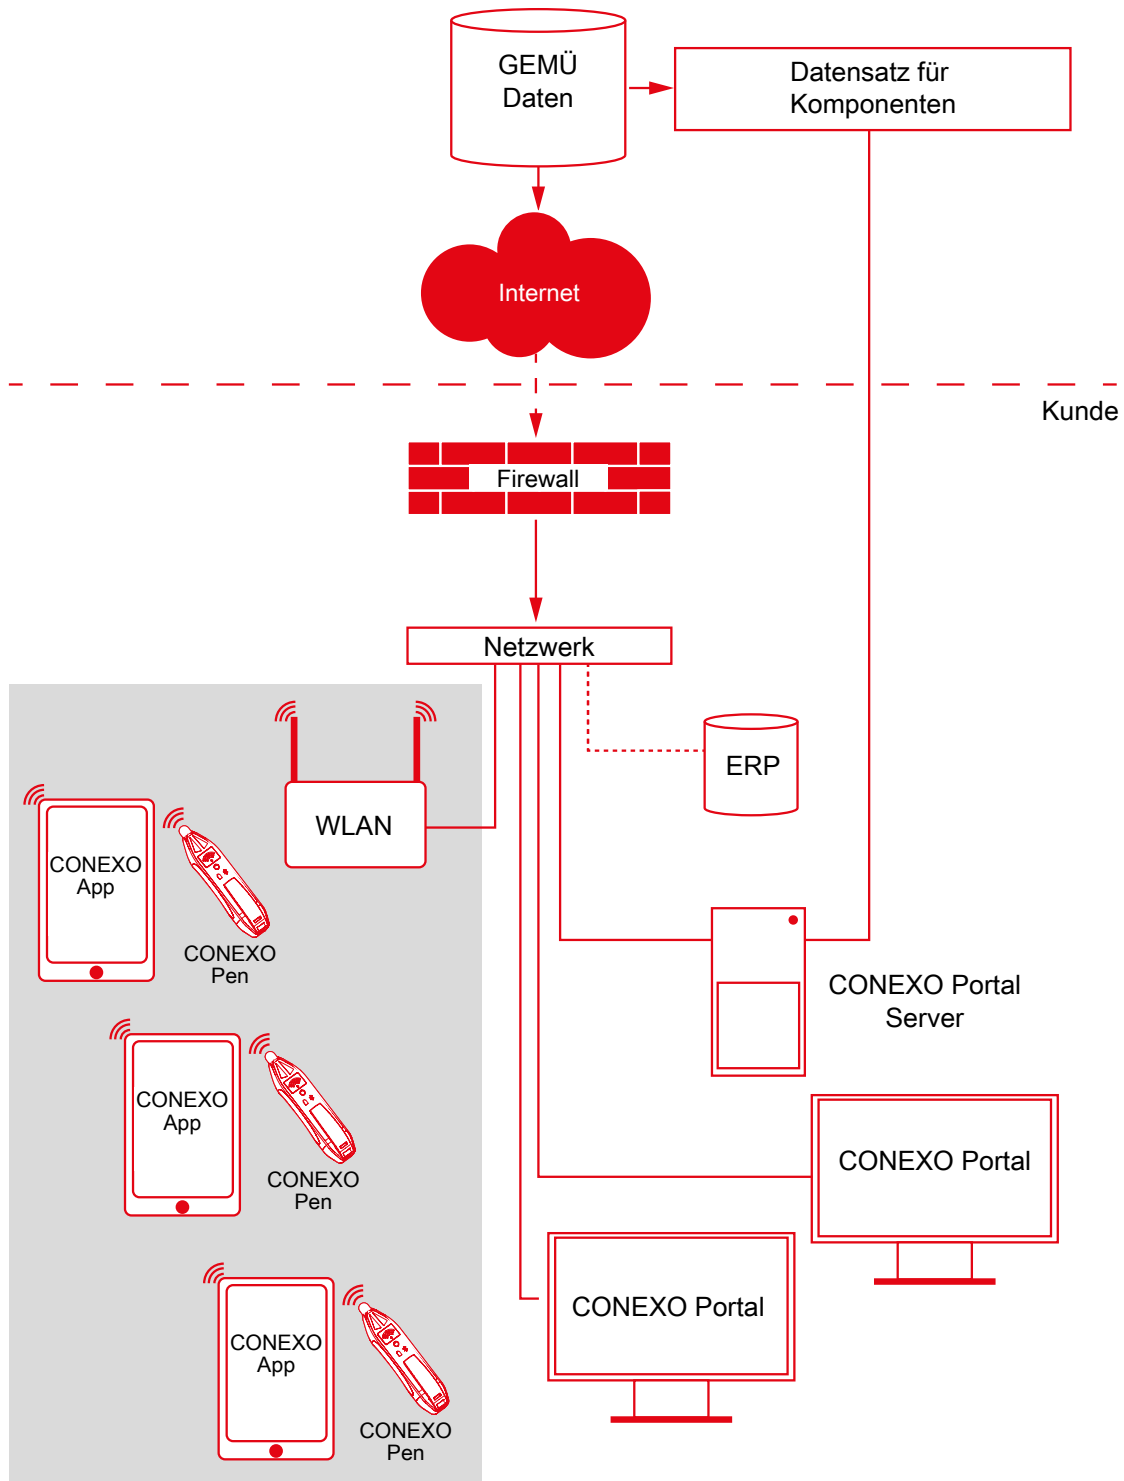 GEMÜ
Daten
Datensatz für
Komponenten
Internet
Kunde
Firewall
Netzwerk
ERP
WLAN
CONEXO
App
CONEXO
Pen
CONEXO Portal
Server
CONEXO
App
CONEXO
Pen
CONEXO Portal
CONEXO Portal
CONEXO
App
CONEXO
Pen